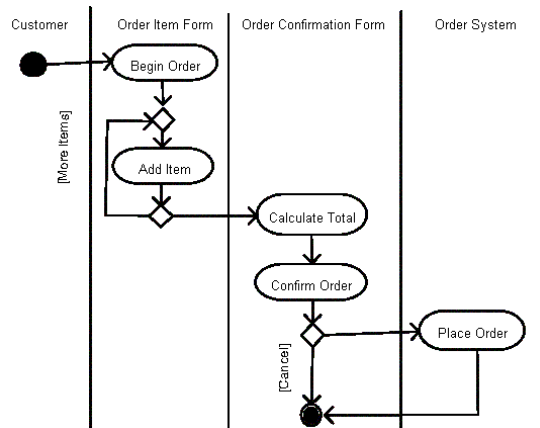 Customer
Order Item Form
Order Confirmation Form
Order System
Begin Order
[More Items]
Add Item
Calculate Total
Confirm Order
Place Order
[Cancel]